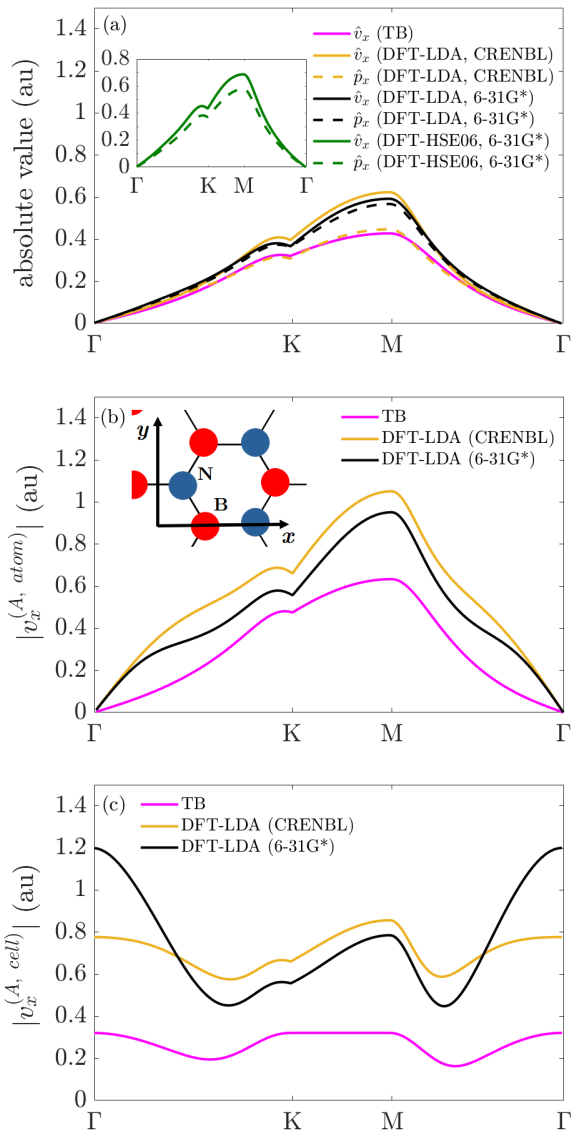 (a)
absolute value (au)
1.4
1.2
1
0.8
0.6
0.4
0.2
0
Γ K M Γ
0.8
0.6
0.4
0.2
0
Γ K M Γ
v̂ₓ (TB)
v̂ₓ (DFT-LDA, CRENBL)
p̂ₓ (DFT-LDA, CRENBL)
v̂ₓ (DFT-LDA, 6-31G*)
p̂ₓ (DFT-LDA, 6-31G*)
v̂ₓ (DFT-HSE06, 6-31G*)
p̂ₓ (DFT-HSE06, 6-31G*)
(b)
|vₓ^(A, atom)| (au)
1.4
1.2
1
0.8
0.6
0.4
0.2
0
Γ K M Γ
y
N
B
x
TB
DFT-LDA (CRENBL)
DFT-LDA (6-31G*)
(c)
|vₓ^(A, cell)| (au)
1.4
1.2
1
0.8
0.6
0.4
0.2
0
Γ K M Γ
TB
DFT-LDA (CRENBL)
DFT-LDA (6-31G*)